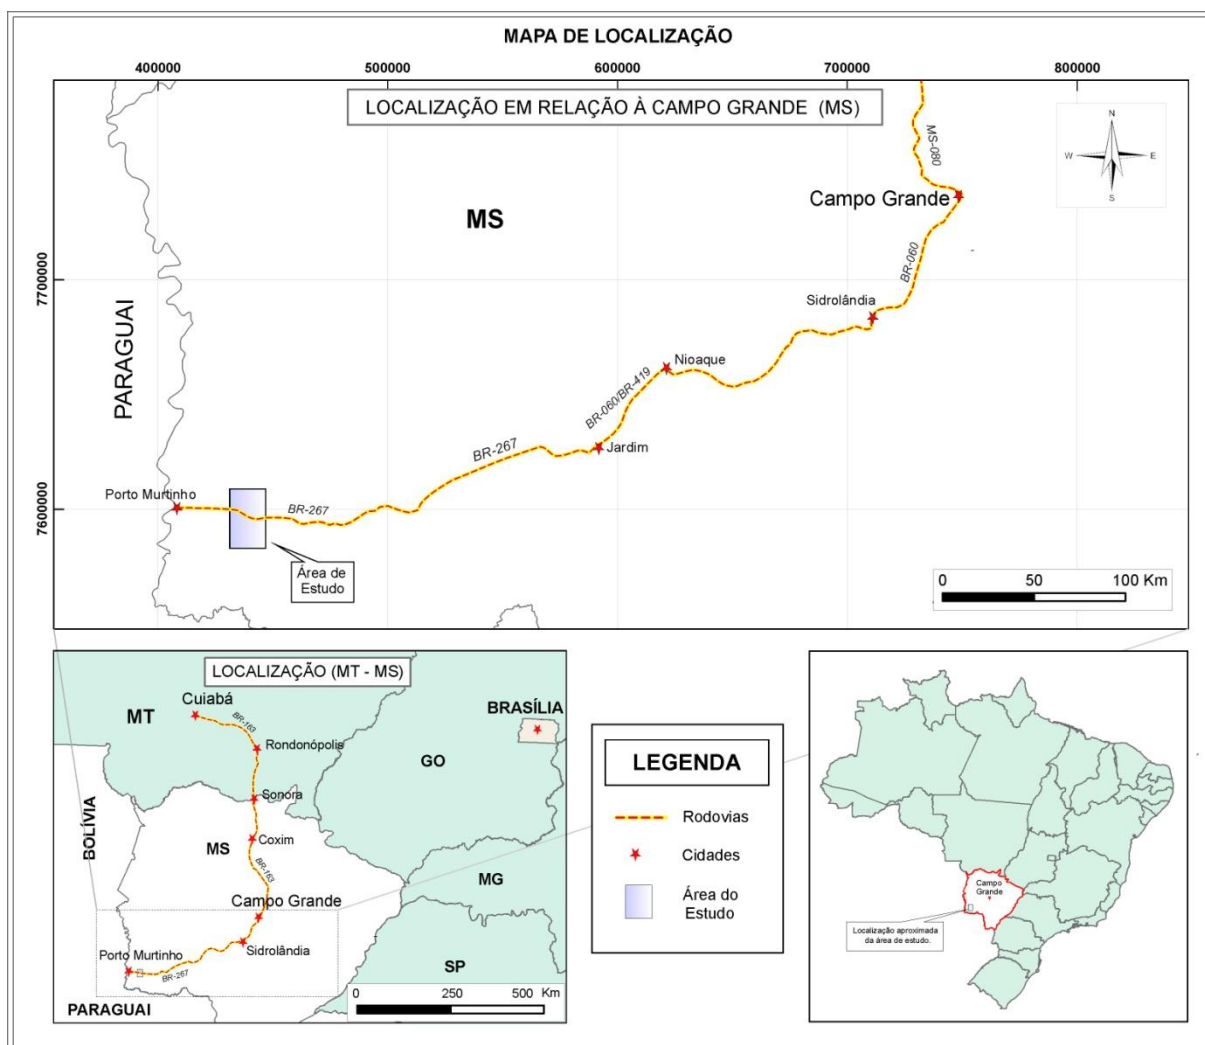 MAPA DE LOCALIZAÇÃO
400000
500000
600000
700000
800000
LOCALIZAÇÃO EM RELAÇÃO À CAMPO GRANDE (MS)
N
W
E
S
MS-080
Campo Grande
MS
BR-060
7700000
PARAGUAI
Sidrolândia
Nioaque
BR-060/BR-419
BR-267
Jardim
Porto Murtinho
BR-267
7600000
Área de
Estudo
0 50 100 Km
LOCALIZAÇÃO (MT - MS)
Cuiabá
MT
BR-163
Rondonópolis
BRASÍLIA
GO
Sonora
BOLÍVIA
MS
Coxim
BR-163
MG
Campo Grande
Sidrolândia
Porto Murtinho
BR-267
SP
0 250 500 Km
PARAGUAI
LEGENDA
Rodovias
Cidades
Área do
Estudo
Campo
Grande
Localização aproximada
da área de estudo.